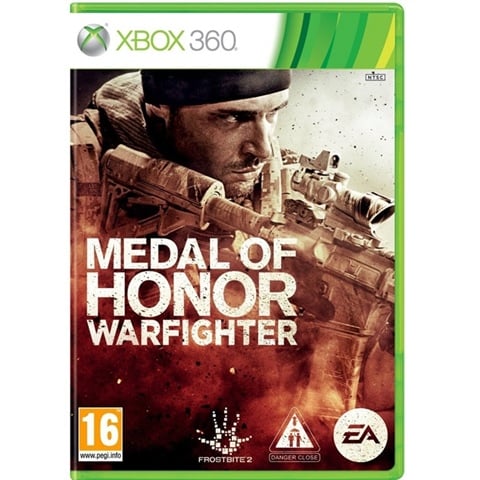 XBOX 360
NTSC
MEDAL OF
HONOR
WARFIGHTER
16
www.pegi.info
FROSTBITE 2
DANGER CLOSE
EA